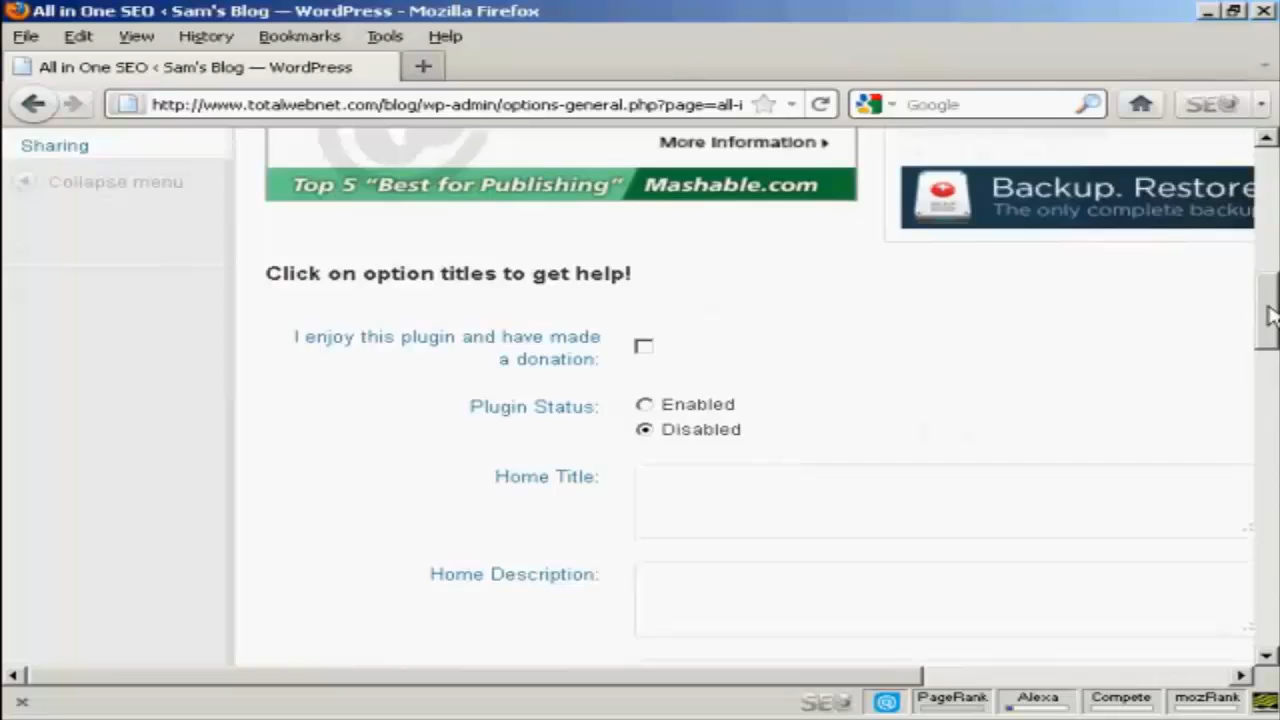 All in One SEO ‹ Sam's Blog — WordPress - Mozilla Firefox
File Edit View History Bookmarks Tools Help
All in One SEO ‹ Sam's Blog — WordPress
http://www.totalwebnet.com/blog/wp-admin/options-general.php?page=all-i
Google
SEO
Sharing
Collapse menu
More Information
Top 5 “Best for Publishing” Mashable.com
Backup. Restore
The only complete backu
Click on option titles to get help!
I enjoy this plugin and have made
a donation:
Plugin Status:
Enabled
Disabled
Home Title:
Home Description:
SEO PageRank Alexa Compete mozRank